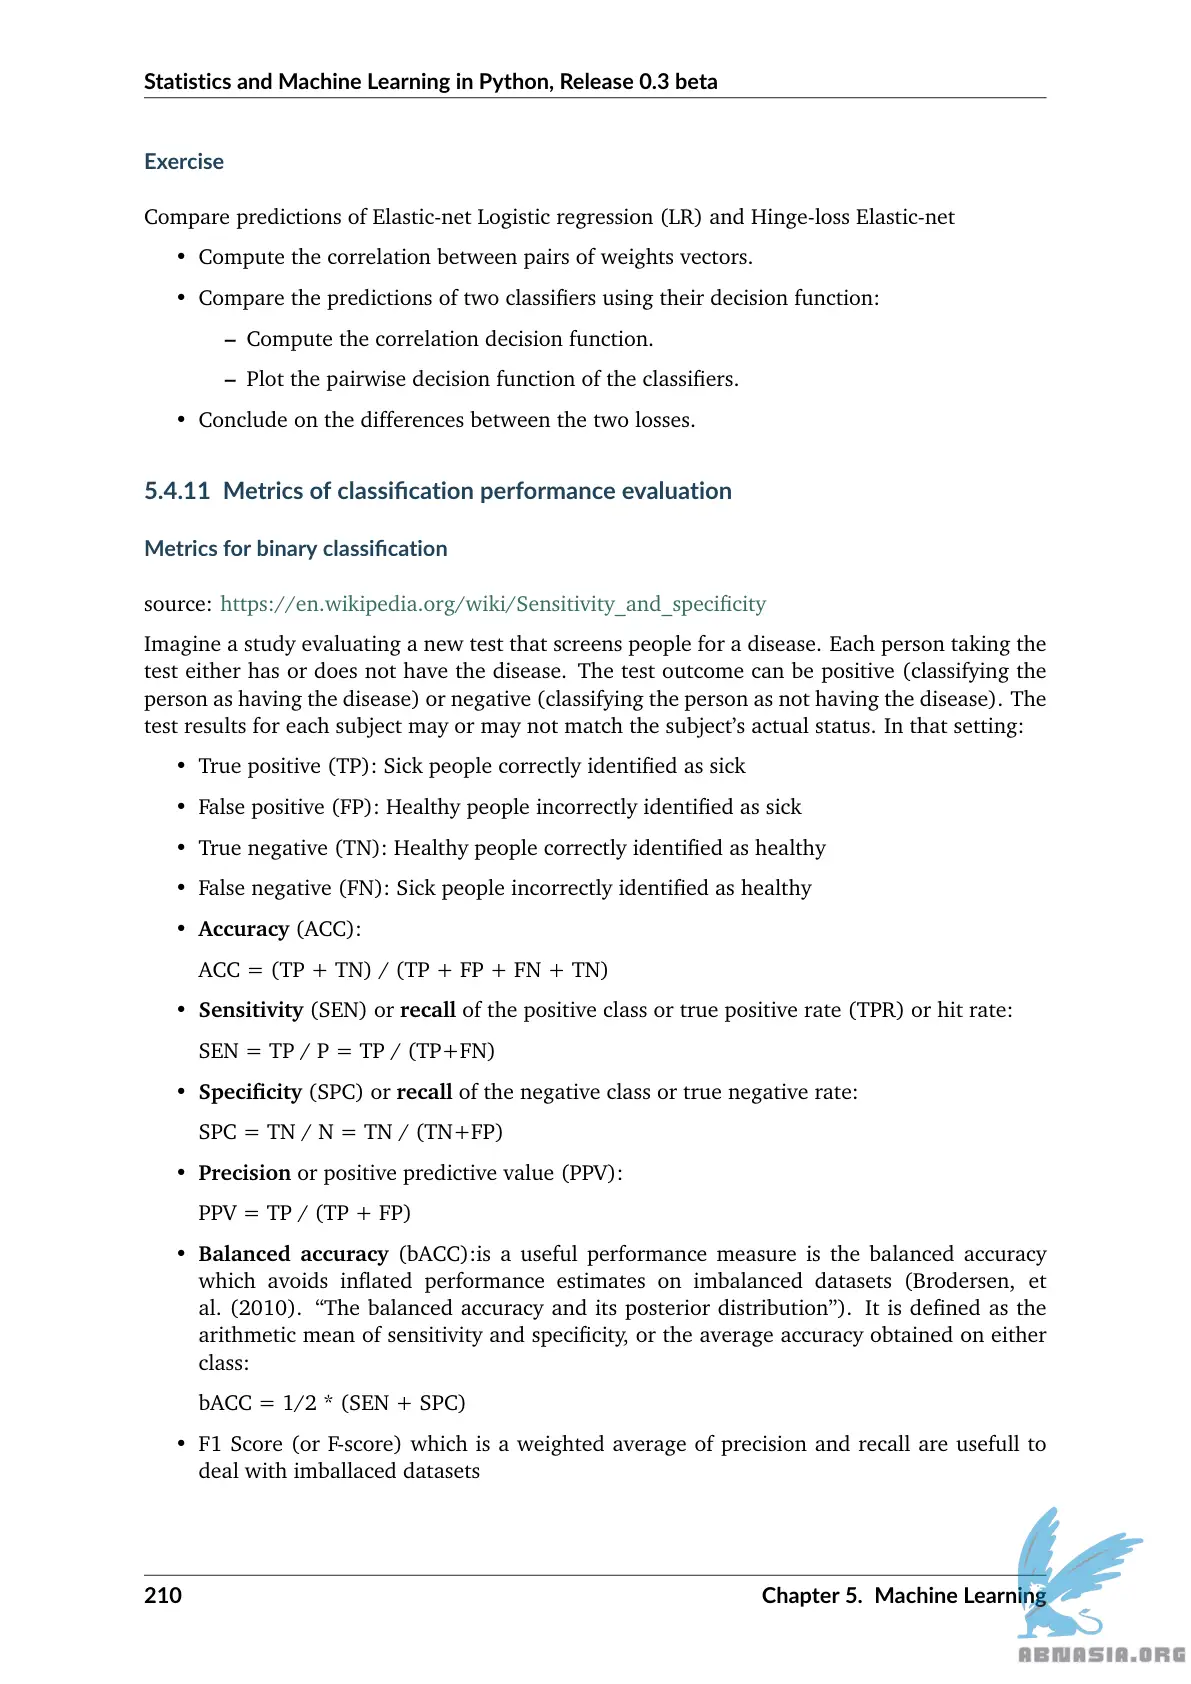 Statistics and Machine Learning in Python, Release 0.3 beta
Exercise
Compare predictions of Elastic-net Logistic regression (LR) and Hinge-loss Elastic-net
• Compute the correlation between pairs of weights vectors.
• Compare the predictions of two classifiers using their decision function:
– Compute the correlation decision function.
– Plot the pairwise decision function of the classifiers.
• Conclude on the differences between the two losses.
5.4.11 Metrics of classification performance evaluation
Metrics for binary classification
source: https://en.wikipedia.org/wiki/Sensitivity_and_specificity
Imagine a study evaluating a new test that screens people for a disease. Each person taking the
test either has or does not have the disease. The test outcome can be positive (classifying the
person as having the disease) or negative (classifying the person as not having the disease). The
test results for each subject may or may not match the subject’s actual status. In that setting:
• True positive (TP): Sick people correctly identified as sick
• False positive (FP): Healthy people incorrectly identified as sick
• True negative (TN): Healthy people correctly identified as healthy
• False negative (FN): Sick people incorrectly identified as healthy
• Accuracy (ACC):
ACC = (TP + TN) / (TP + FP + FN + TN)
• Sensitivity (SEN) or recall of the positive class or true positive rate (TPR) or hit rate:
SEN = TP / P = TP / (TP+FN)
• Specificity (SPC) or recall of the negative class or true negative rate:
SPC = TN / N = TN / (TN+FP)
• Precision or positive predictive value (PPV):
PPV = TP / (TP + FP)
• Balanced accuracy (bACC):is a useful performance measure is the balanced accuracy
which avoids inflated performance estimates on imbalanced datasets (Brodersen, et
al. (2010). “The balanced accuracy and its posterior distribution”). It is defined as the
arithmetic mean of sensitivity and specificity, or the average accuracy obtained on either
class:
bACC = 1/2 * (SEN + SPC)
• F1 Score (or F-score) which is a weighted average of precision and recall are usefull to
deal with imballaced datasets
210 Chapter 5. Machine Learning
ABNASIA.ORG